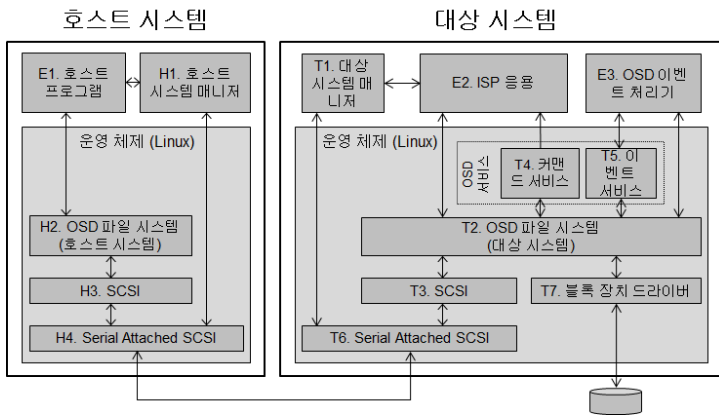 호스트 시스템
대상 시스템
E1. 호스트
프로그램
H1. 호스트
시스템 매니저
운영 체제 (Linux)
H2. OSD 파일 시스템
(호스트 시스템)
H3. SCSI
H4. Serial Attached SCSI
T1. 대상
시스템 매
니저
E2. ISP 응용
E3. OSD 이벤
트 처리기
운영 체제 (Linux)
OSD
서비스
T4. 커맨
드 서비스
T5. 이
벤트
서비스
T2. OSD 파일 시스템
(대상 시스템)
T3. SCSI
T7. 블록 장치 드라이버
T6. Serial Attached SCSI